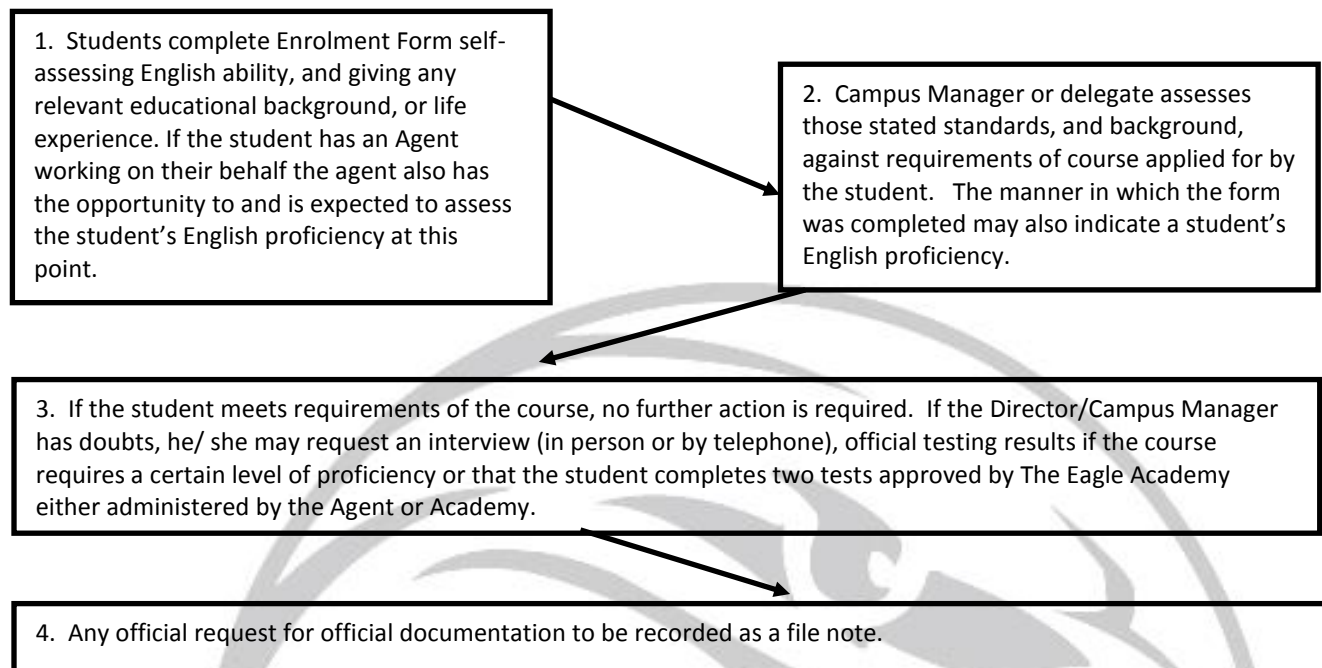 1. Students complete Enrolment Form self-
assessing English ability, and giving any
relevant educational background, or life
experience. If the student has an Agent
working on their behalf the agent also has
the opportunity to and is expected to assess
the student's English proficiency at this
point.
2. Campus Manager or delegate assesses
those stated standards, and background,
against requirements of course applied for by
the student. The manner in which the form
was completed may also indicate a student's
English proficiency.
3. If the student meets requirements of the course, no further action is required. If the Director/Campus Manager
has doubts, he/ she may request an interview (in person or by telephone), official testing results if the course
requires a certain level of proficiency or that the student completes two tests approved by The Eagle Academy
either administered by the Agent or Academy.
4. Any official request for official documentation to be recorded as a file note.